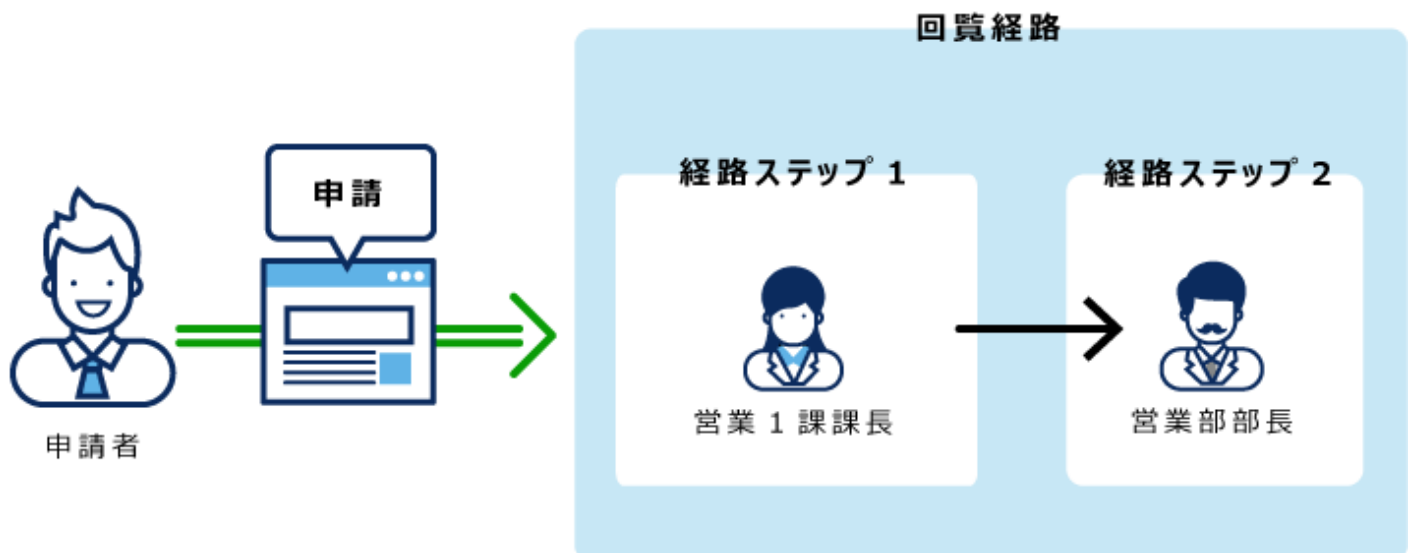 回覧経路
経路ステップ 1
経路ステップ 2
申請
申請者
営業 1 課課長
営業部部長